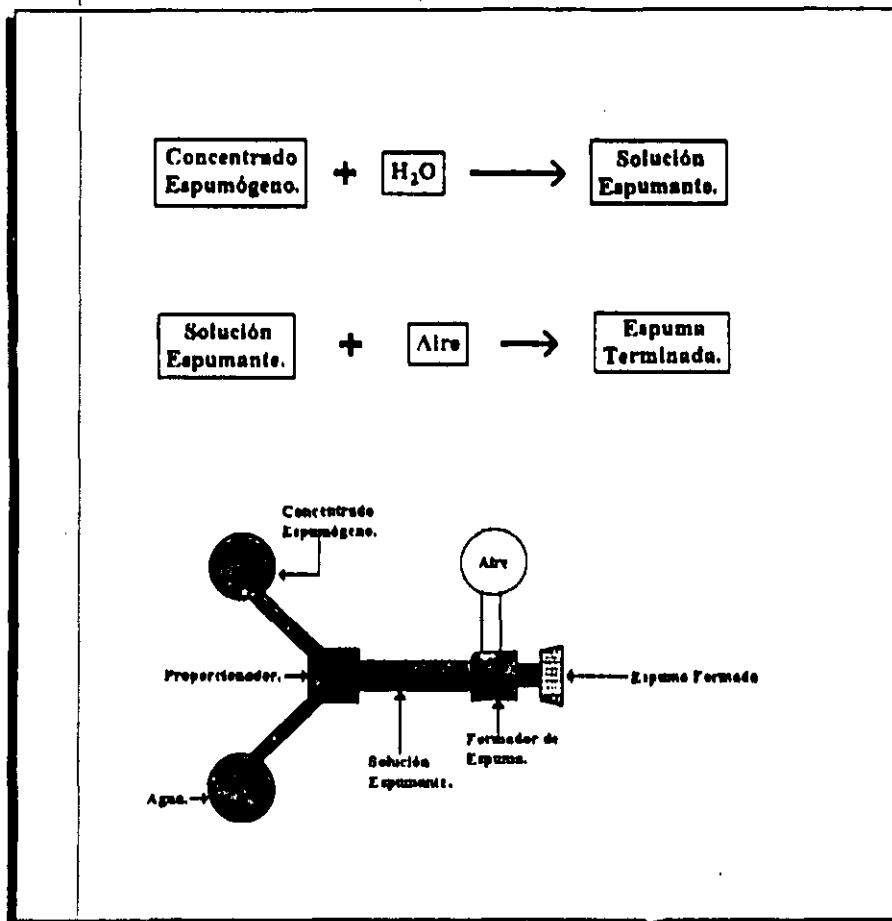 Concentrado
Espumógeno.
+
H₂O
→
Solución
Espumante.
Solución
Espumante.
+
Aire
→
Espuma
Terminada.
Concentrado
Espumógeno.
Aire
Proporcionador.
Espuma Formada
Solución
Espumante.
Formador de
Espuma.
Agua.